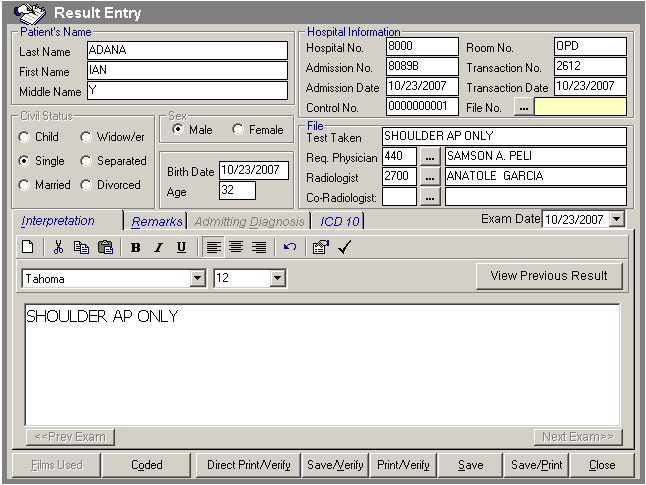 Result Entry
Patient's Name
Last Name ADANA
First Name IAN
Middle Name Y
Hospital Information
Hospital No. 8000 Room No. OPD
Admission No. 8089B Transaction No. 2612
Admission Date 10/23/2007 Transaction Date 10/23/2007
Control No. 0000000001 File No. ...
Civil Status
Child Widow/er
Single Separated
Married Divorced
Sex
Male Female
Birth Date 10/23/2007
Age 32
File
Test Taken SHOULDER AP ONLY
Req. Physician 440 ... SAMSON A. PELI
Radiologist 2700 ... ANATOLE GARCIA
Co-Radiologist: ...
Interpretation Remarks Admitting Diagnosis ICD 10 Exam Date 10/23/2007
B I U
Tahoma 12 View Previous Result
SHOULDER AP ONLY
<<Prev Exam Next Exam>>
Films Used Coded Direct Print/Verify Save/Verify Print/Verify Save Save/Print Close